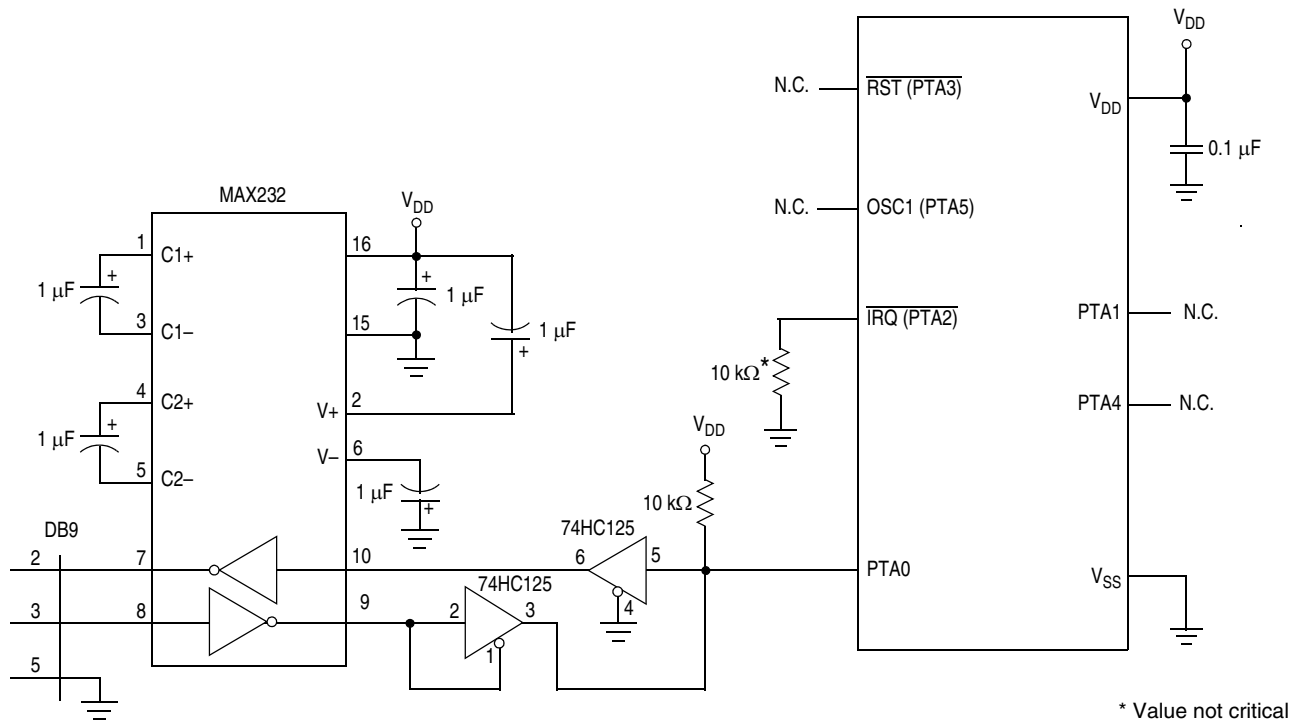 VDD
N.C.
RST (PTA3)
VDD
0.1 µF
MAX232
VDD
N.C.
OSC1 (PTA5)
1
C1+
16
+
1 µF
+
1 µF
3
C1–
15
1 µF
+
IRQ (PTA2)
PTA1
N.C.
10 kΩ*
4
C2+
2
V+
PTA4
N.C.
+
1 µF
VDD
6
V–
5
C2–
1 µF
+
10 kΩ
DB9
74HC125
2
7
10
6
5
PTA0
VSS
4
74HC125
3
8
9
2
3
1
5
* Value not critical